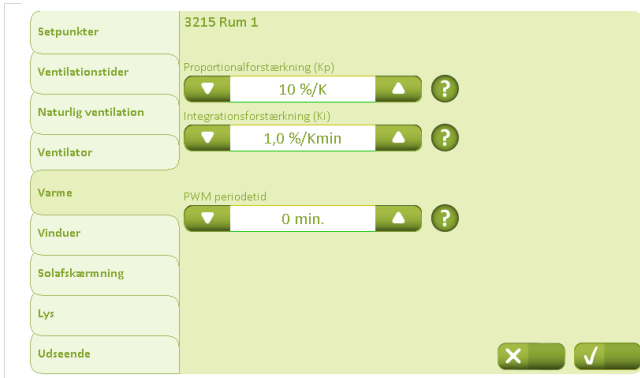 3215 Rum 1
Setpunkter
Ventilationstider
Naturlig ventilation
Ventilator
Varme
Vinduer
Solafskærmning
Lys
Udseende
Proportionalforstærkning (Kp)
10 %/K
?
Integrationsforstærkning (Ki)
1,0 %/Kmin
?
PWM periodetid
0 min.
?